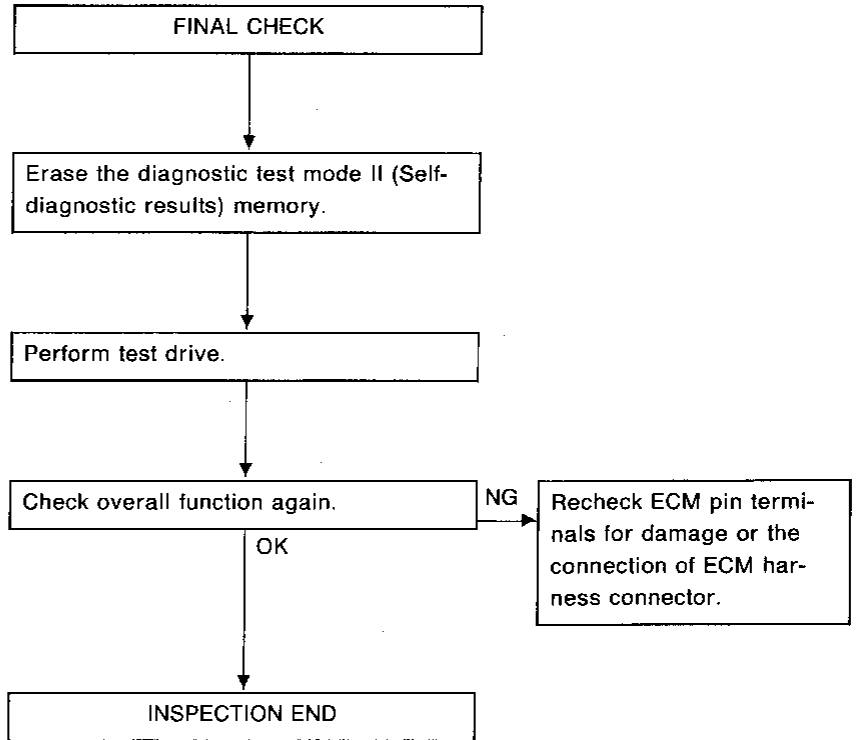 FINAL CHECK
Erase the diagnostic test mode II (Self-
diagnostic results) memory.
Perform test drive.
Check overall function again.
NG
Recheck ECM pin termi-
nals for damage or the
connection of ECM har-
ness connector.
OK
INSPECTION END